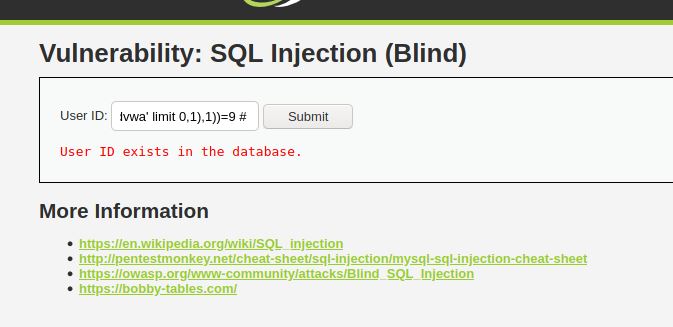 Vulnerability: SQL Injection (Blind)
User ID: lvwa' limit 0,1),1))=9 # Submit
User ID exists in the database.
More Information
https://en.wikipedia.org/wiki/SQL_injection
http://pentestmonkey.net/cheat-sheet/sql-injection/mysql-sql-injection-cheat-sheet
https://owasp.org/www-community/attacks/Blind_SQL_Injection
https://bobby-tables.com/